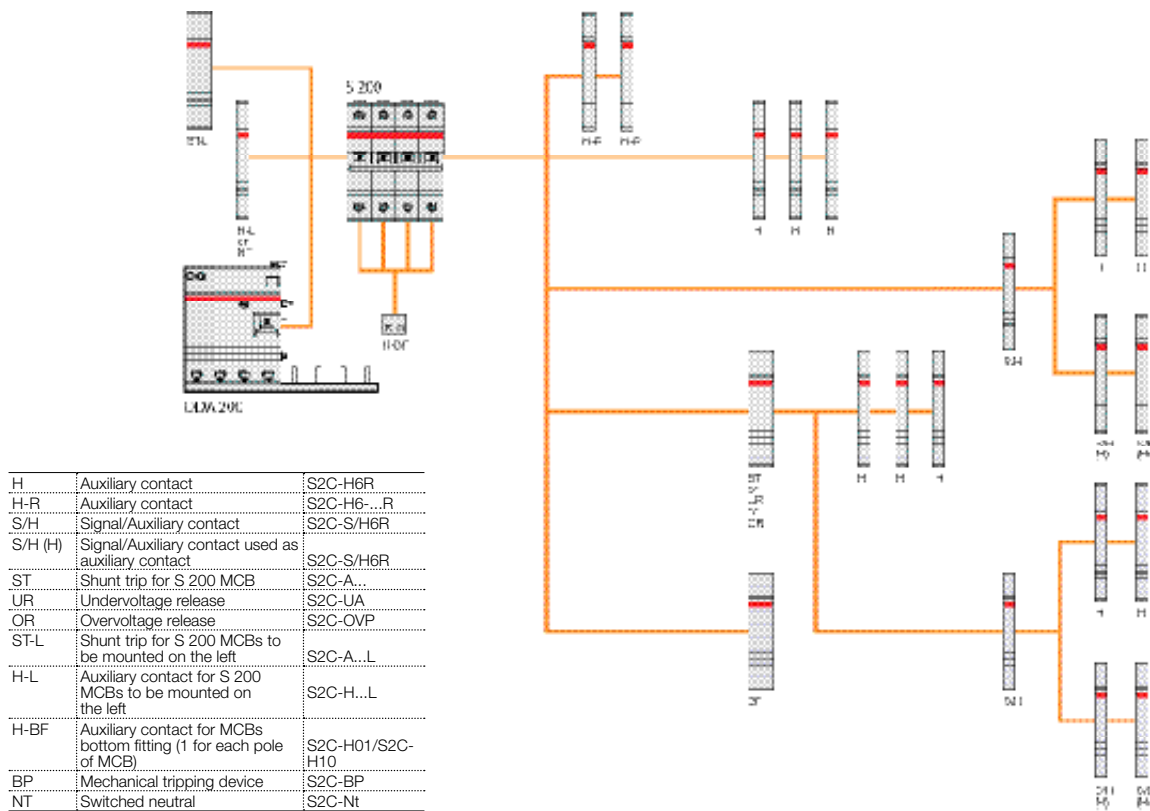 S 200
H
H
H
H
H
H
H
H
H Auxiliary contact S2C-H6R
H-R Auxiliary contact S2C-H6-...R
S/H Signal/Auxiliary contact S2C-S/H6R
S/H (H) Signal/Auxiliary contact used as
auxiliary contact S2C-S/H6R
ST Shunt trip for S 200 MCB S2C-A...
UR Undervoltage release S2C-UA
OR Overvoltage release S2C-OVP
ST-L Shunt trip for S 200 MCBs to
be mounted on the left S2C-A...L
H-L Auxiliary contact for S 200
MCBs to be mounted on
the left S2C-H...L
H-BF Auxiliary contact for MCBs
bottom fitting (1 for each pole
of MCB) S2C-H01/S2C-
H10
BP Mechanical tripping device S2C-BP
NT Switched neutral S2C-Nt